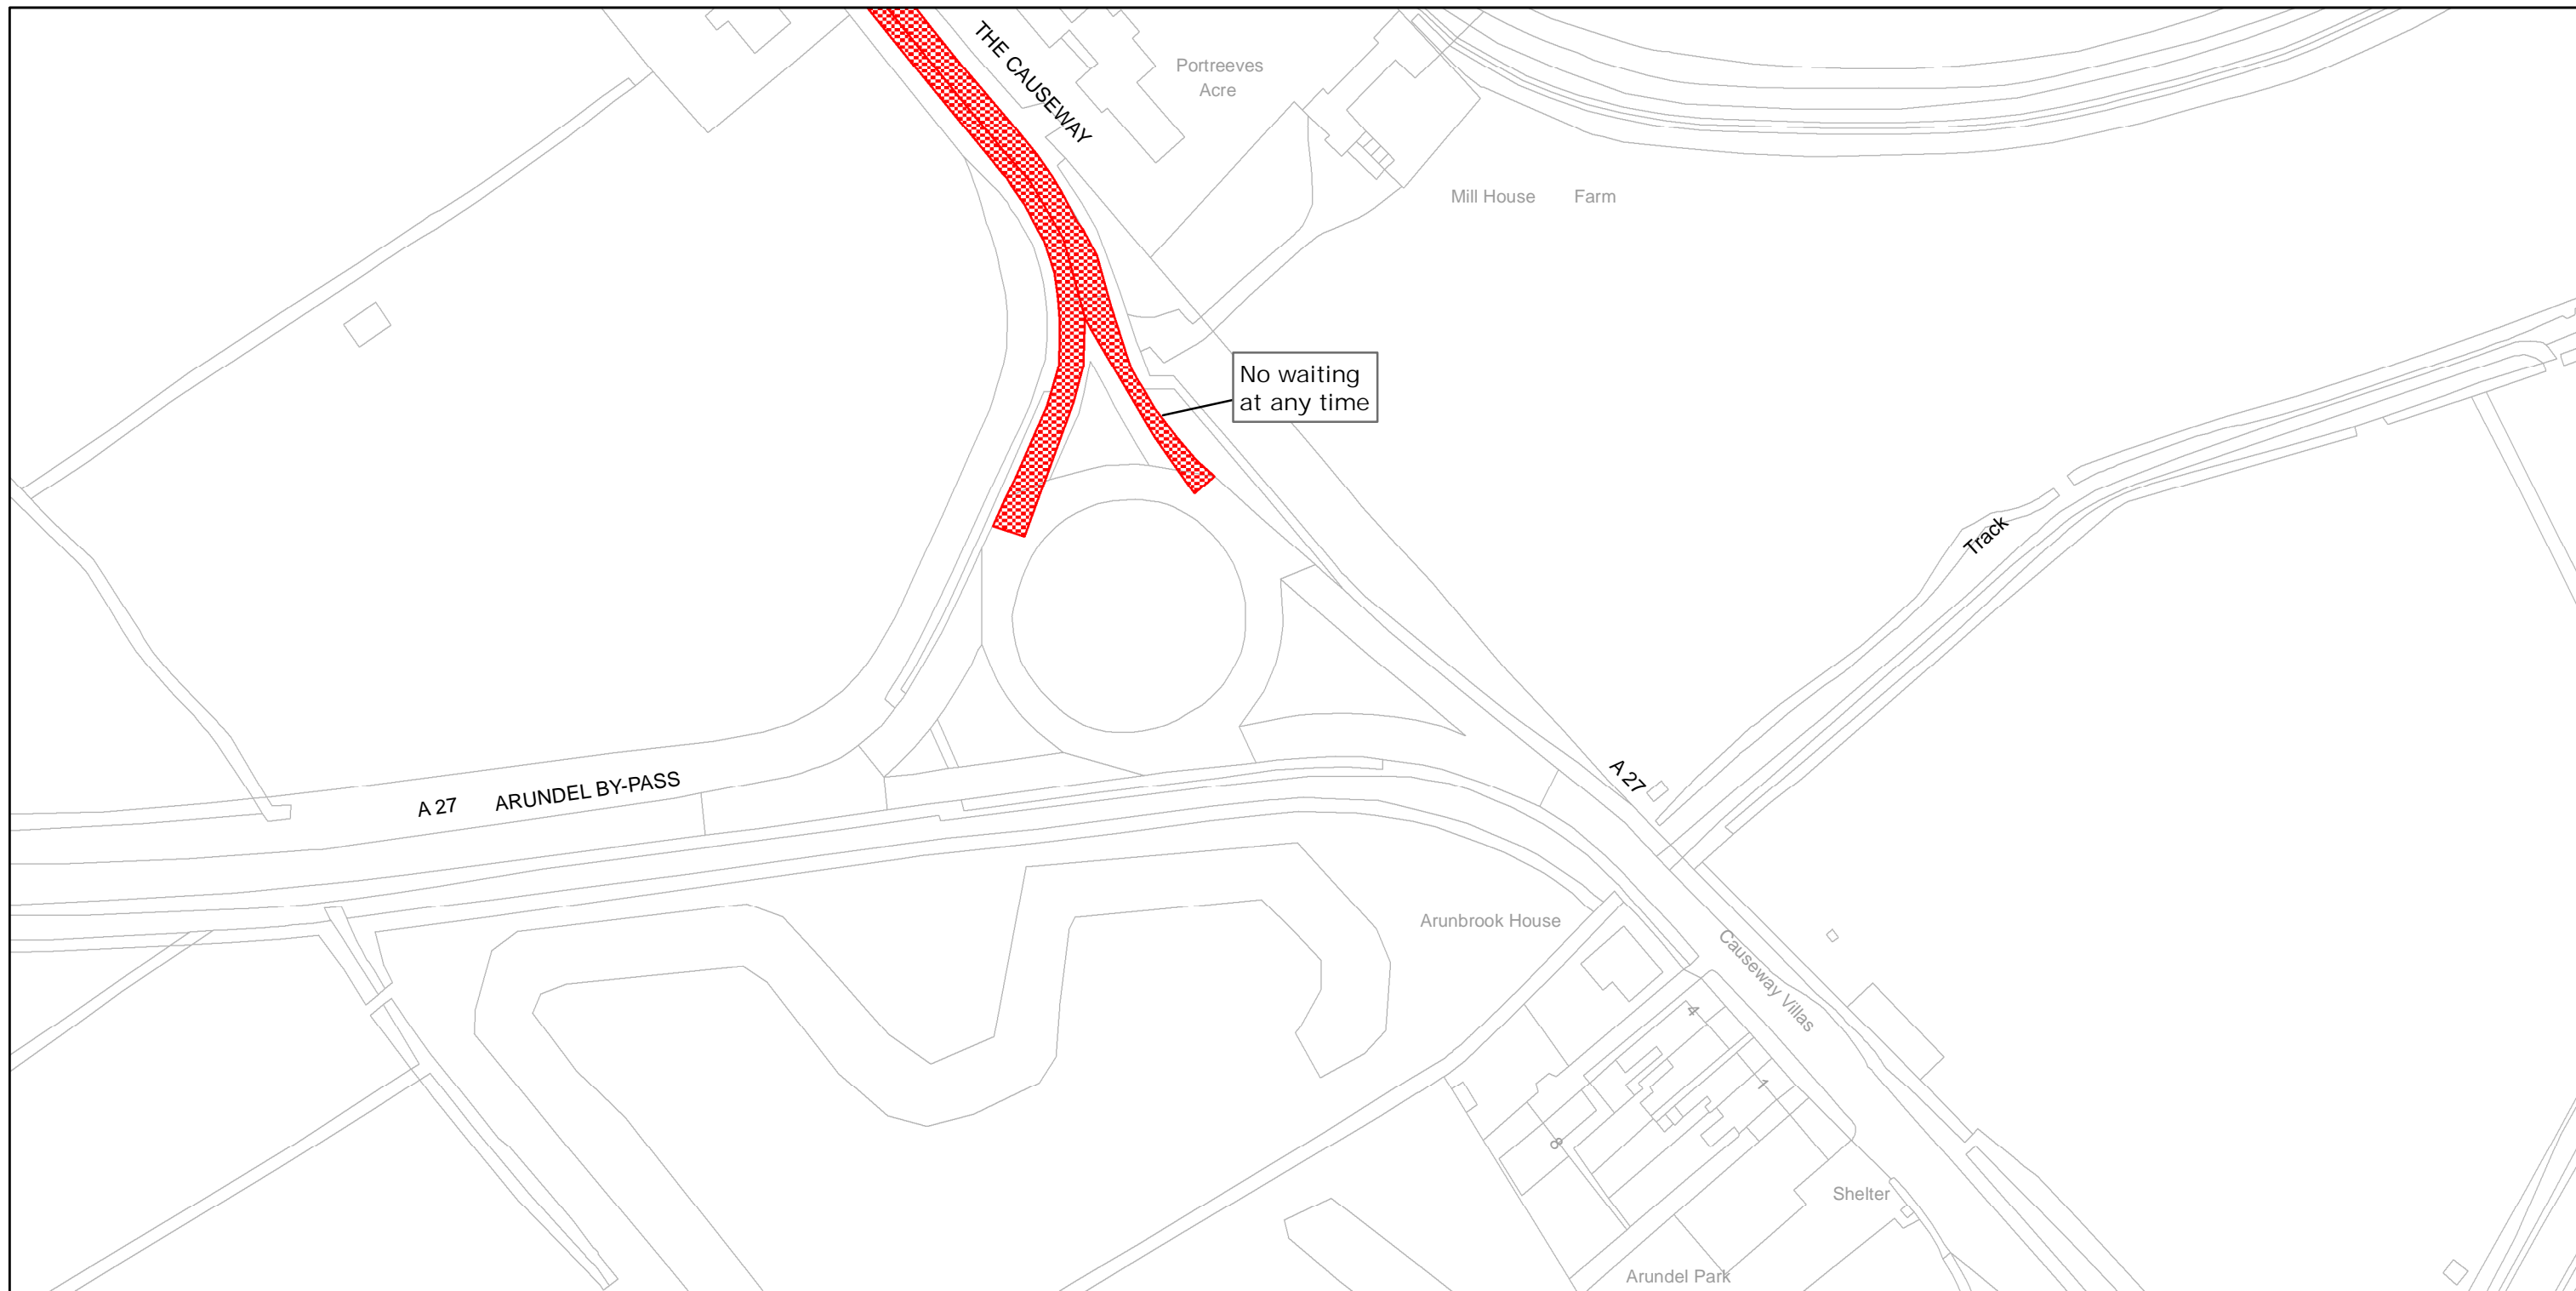 THE CAUSEWAY
Portreeves
Acre
Mill House Farm
No waiting
at any time
Track
A 27 ARUNDEL BY-PASS
A 27
Arunbrook House
Causeway Villas
4
1
8
Shelter
Arundel Park